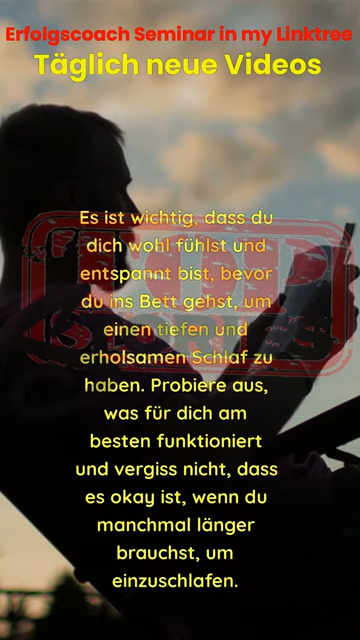 Erfolgscoach Seminar in my Linktree
Täglich neue Videos
Es ist wichtig, dass du
dich wohl fühlst und
entspannt bist, bevor
du ins Bett gehst, um
einen tiefen und
erholsamen Schlaf zu
haben. Probiere aus,
was für dich am
besten funktioniert
und vergiss nicht, dass
es okay ist, wenn du
manchmal länger
brauchst, um
einzuschlafen.